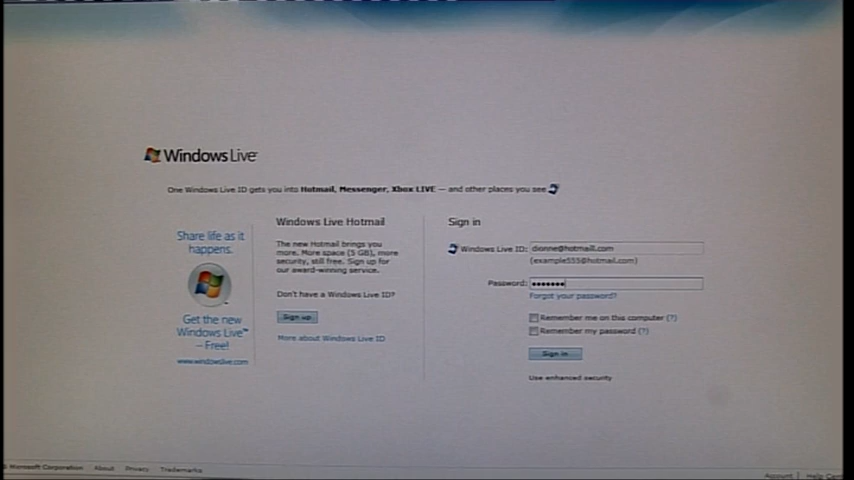 Windows Live
One Windows Live ID gets you into Hotmail, Messenger, Xbox LIVE — and other places you see
Share life as it
happens.
Get the new
Windows Live™
– Free!
www.windowslive.com
Windows Live Hotmail
The new Hotmail brings you
more. More space (5 GB), more
security, still free. Sign up for
our award-winning service.
Don't have a Windows Live ID?
Sign up
More about Windows Live ID
Sign in
Windows Live ID: dionne@hotmaill.com
(example555@hotmail.com)
Password: •••••••
Forgot your password?
Remember me on this computer (?)
Remember my password (?)
Sign in
Use enhanced security
Microsoft Corporation About Privacy Trademarks
Account | Help